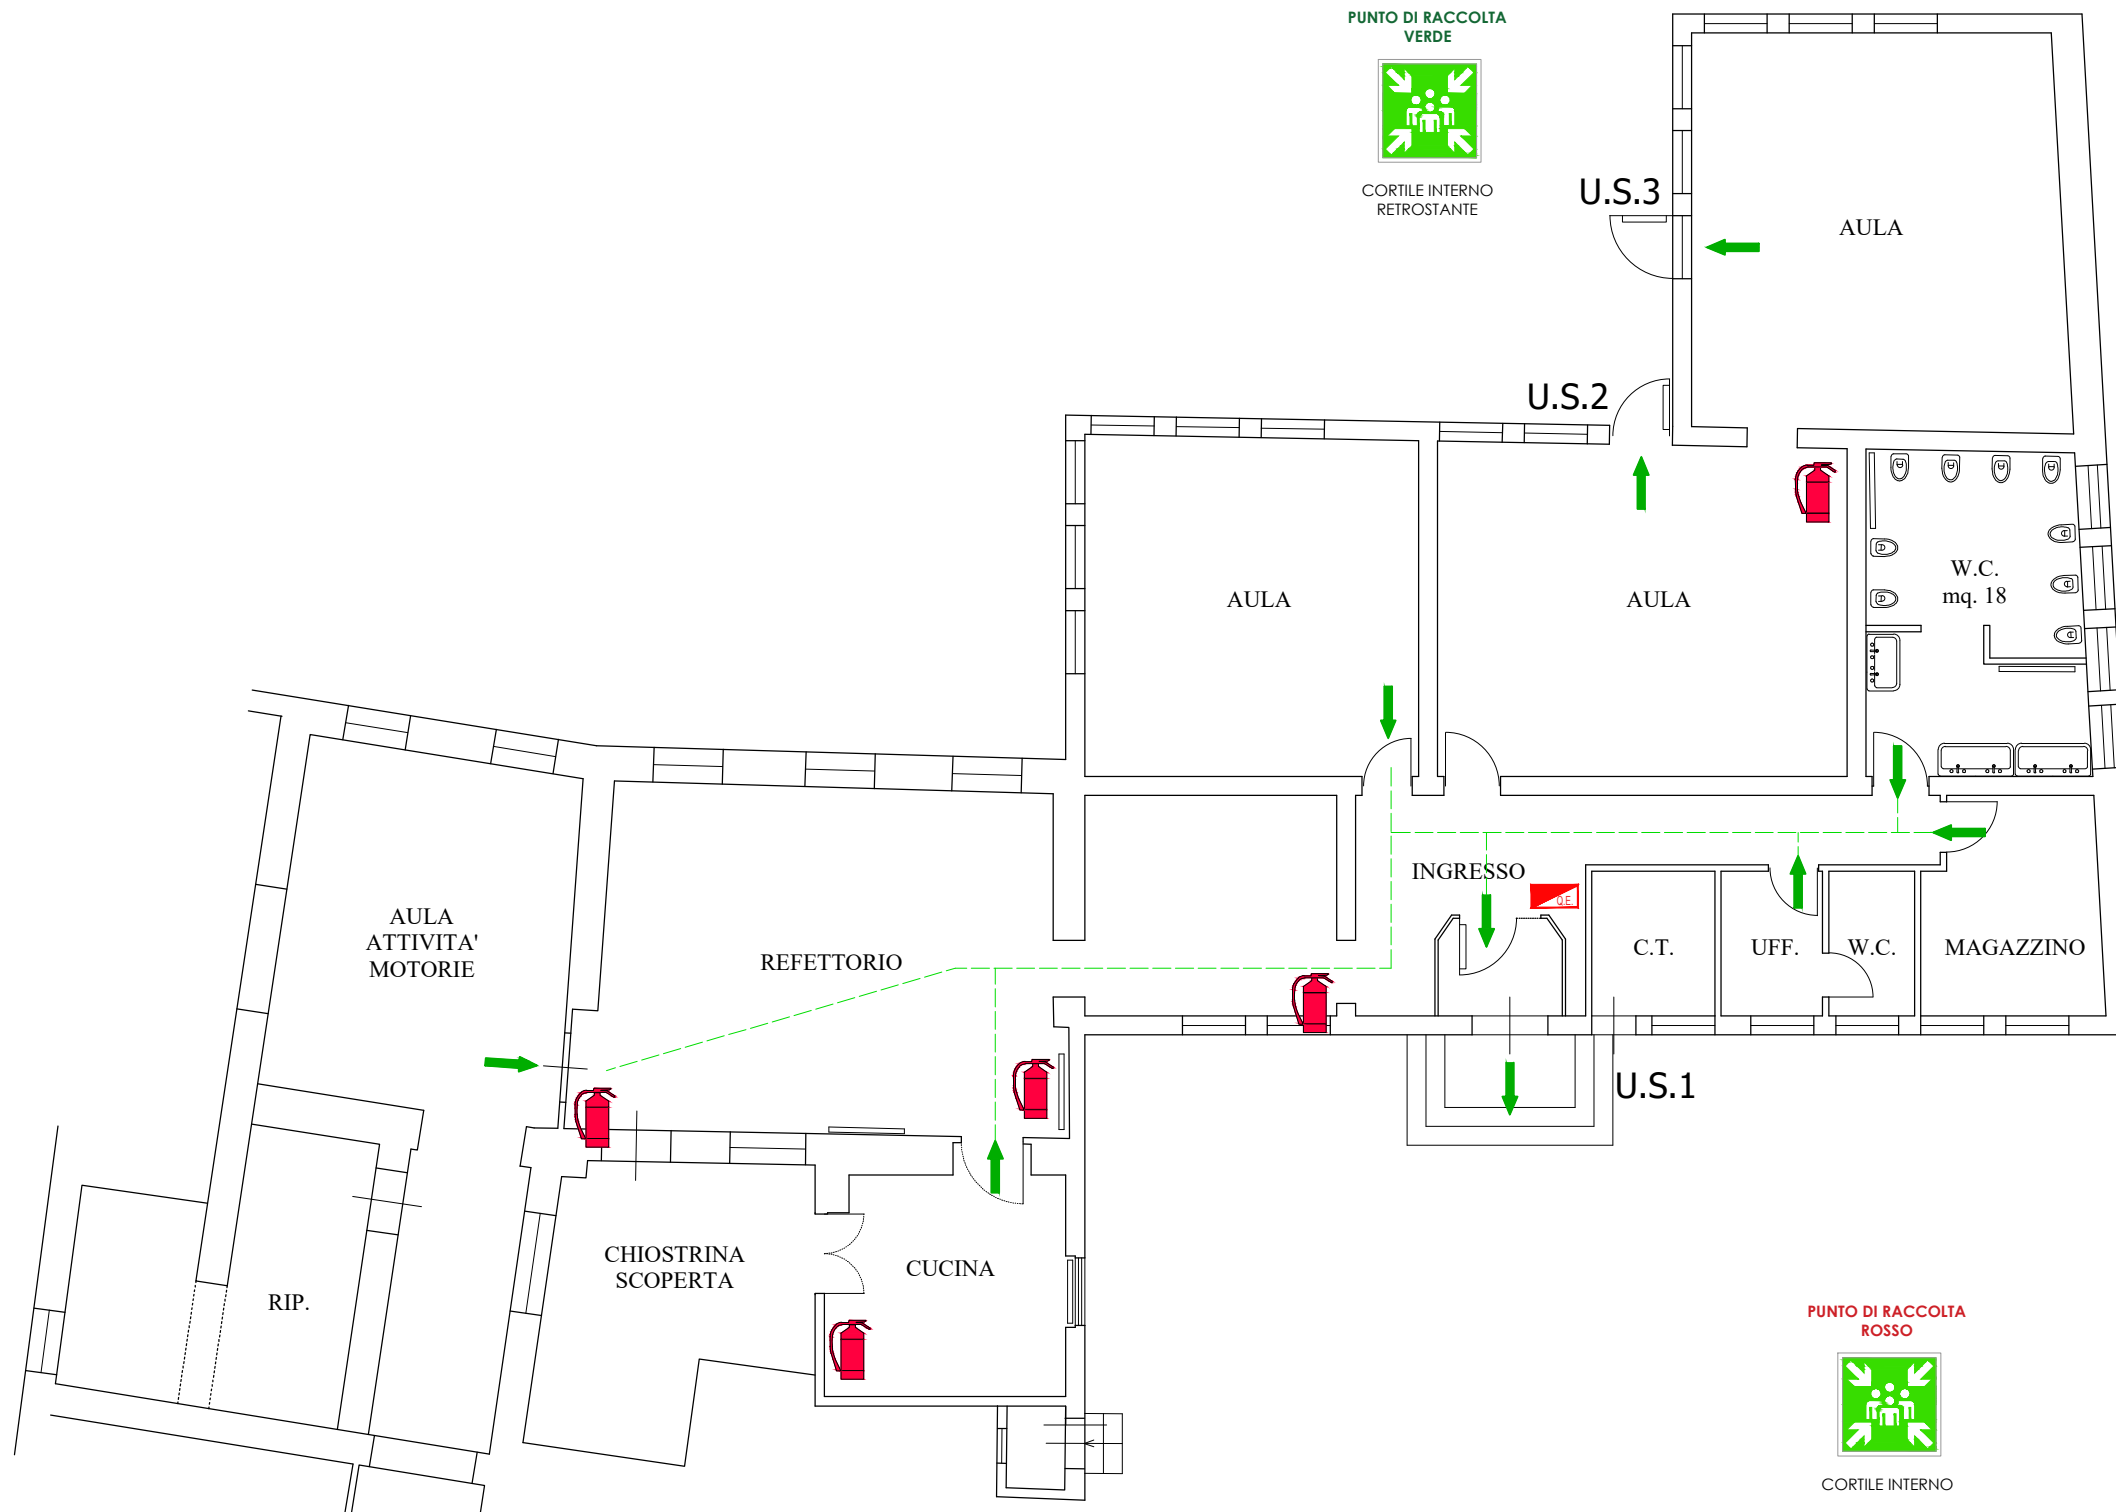 PUNTO DI RACCOLTA
VERDE
CORTILE INTERNO
RETROSTANTE
U.S.3
AULA
U.S.2
AULA
AULA
W.C.
mq. 18
INGRESSO
Q.E.
AULA
ATTIVITA'
MOTORIE
REFETTORIO
C.T.
UFF.
W.C.
MAGAZZINO
U.S.1
CHIOSTRINA
SCOPERTA
CUCINA
RIP.
PUNTO DI RACCOLTA
ROSSO
CORTILE INTERNO